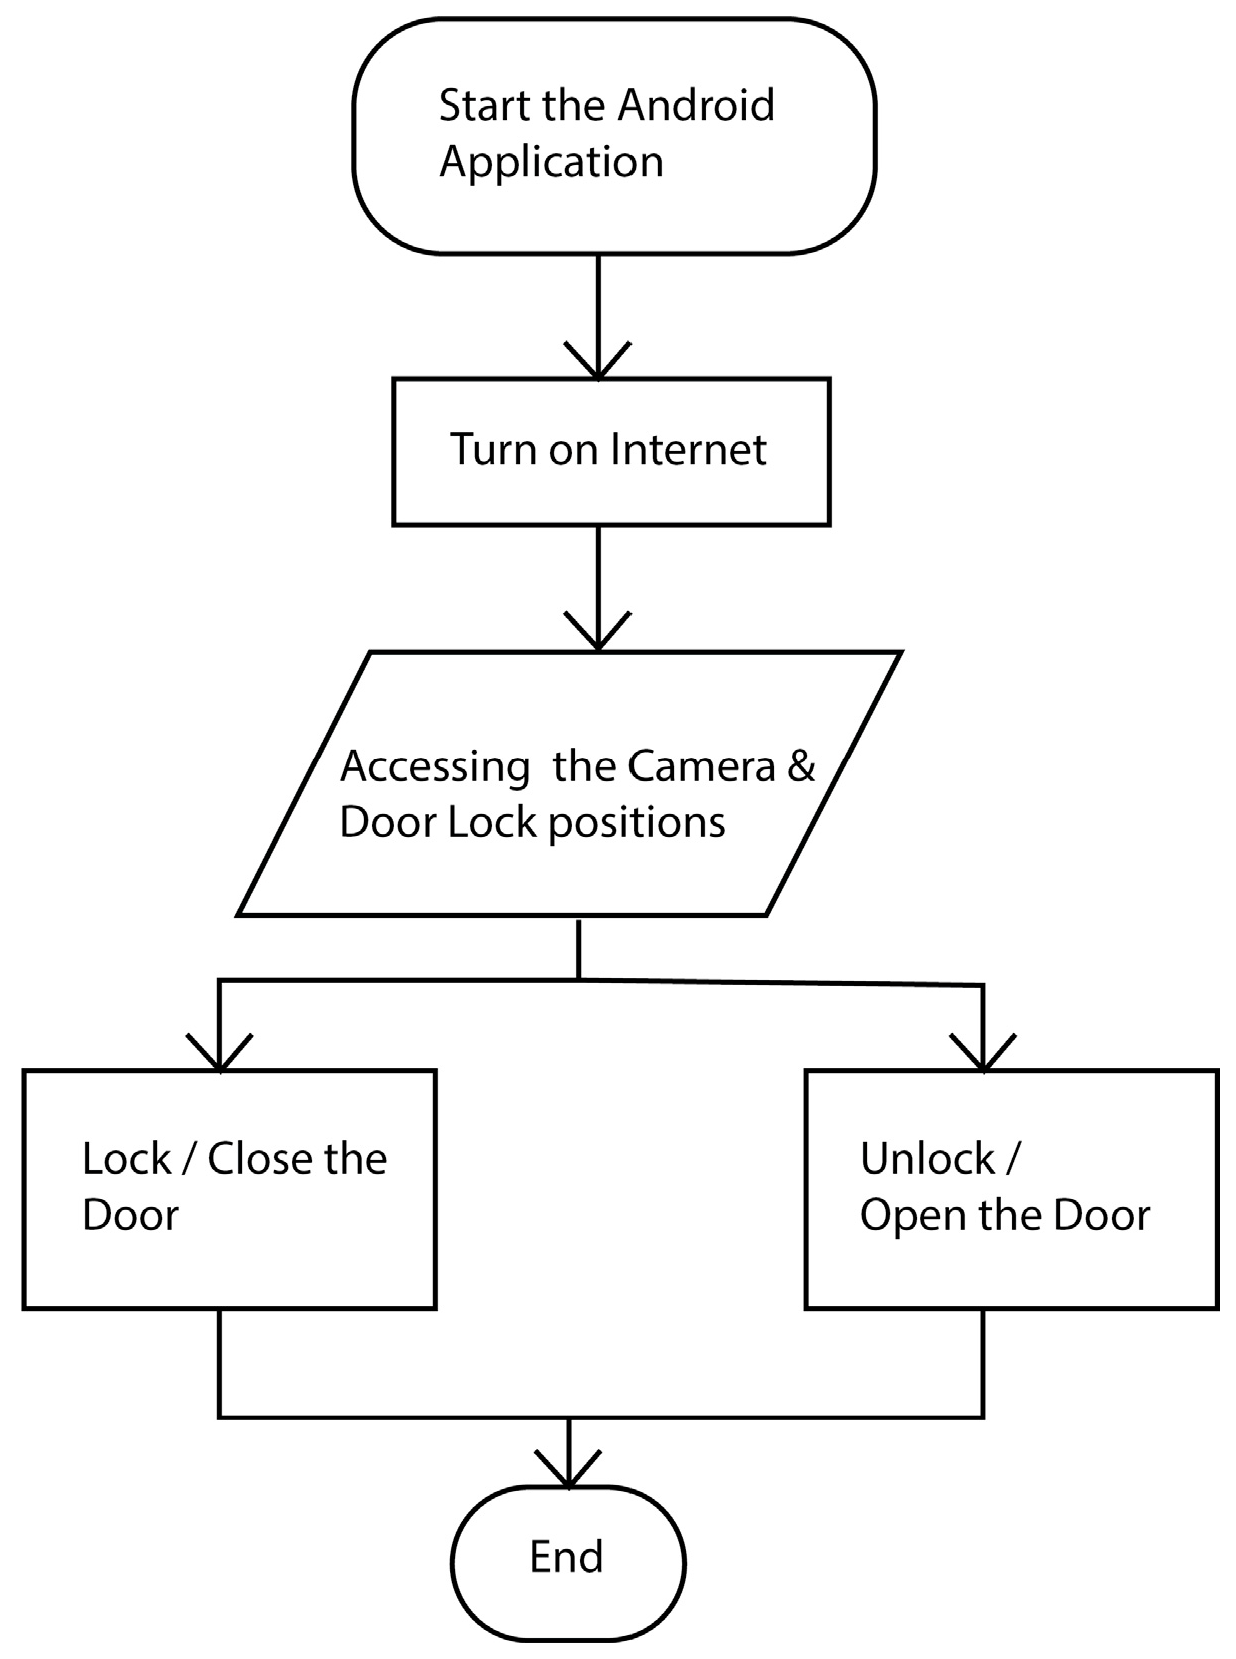 Start the Android
Application
Turn on Internet
Accessing the Camera &
Door Lock positions
Lock / Close the
Door
Unlock /
Open the Door
End